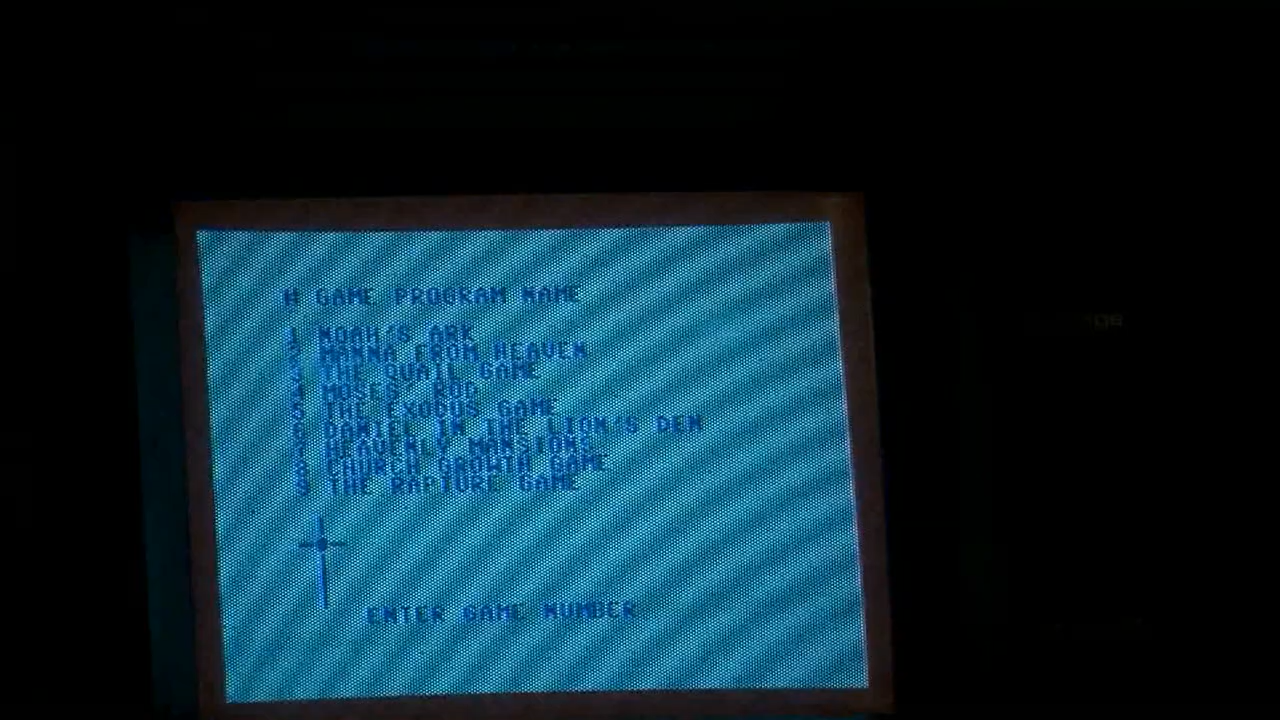 # GAME PROGRAM NAME
1 NOAH'S ARK
2 MANNA FROM HEAVEN
3 THE QUAIL GAME
4 MOSES' ROD
5 THE EXODUS GAME
6 DANIEL IN THE LION'S DEN
7 HEAVENLY MANSIONS
8 CHURCH GROWTH GAME
9 THE RAPTURE GAME
ENTER GAME NUMBER